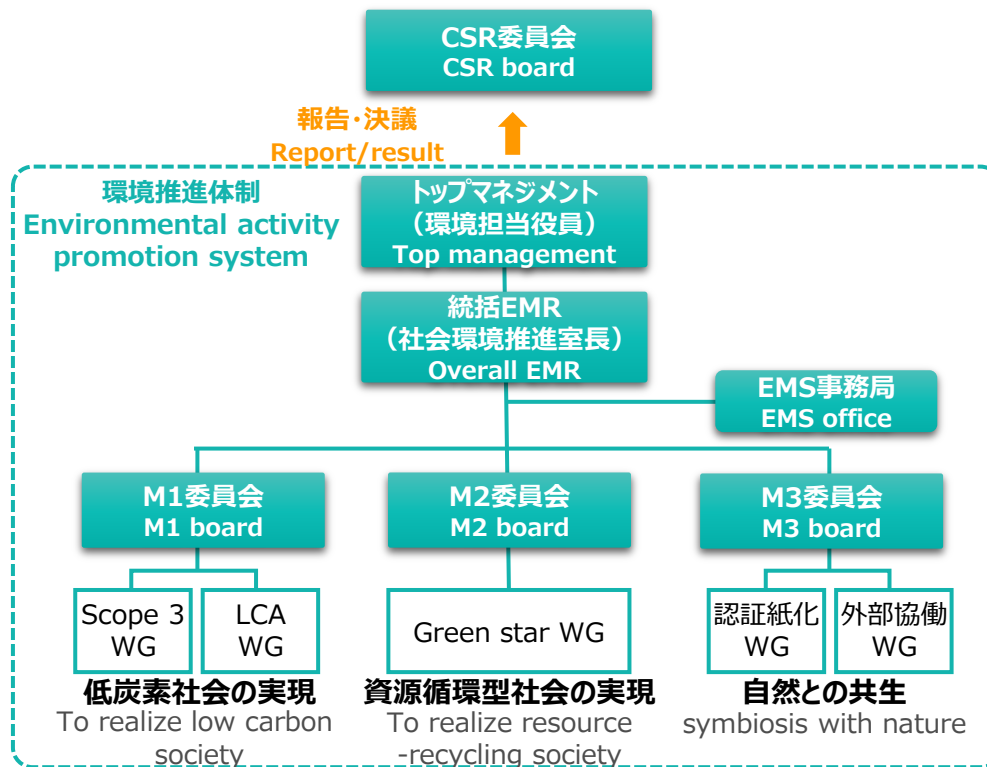 CSR委員会
CSR board
報告・決議
Report/result
環境推進体制
Environmental activity
promotion system
トップマネジメント
（環境担当役員）
Top management
統括EMR
（社会環境推進室長）
Overall EMR
EMS事務局
EMS office
M1委員会
M1 board
M2委員会
M2 board
M3委員会
M3 board
Scope 3
WG
LCA
WG
Green star WG
認証紙化
WG
外部協働
WG
低炭素社会の実現
To realize low carbon
society
資源循環型社会の実現
To realize resource
-recycling society
自然との共生
symbiosis with nature